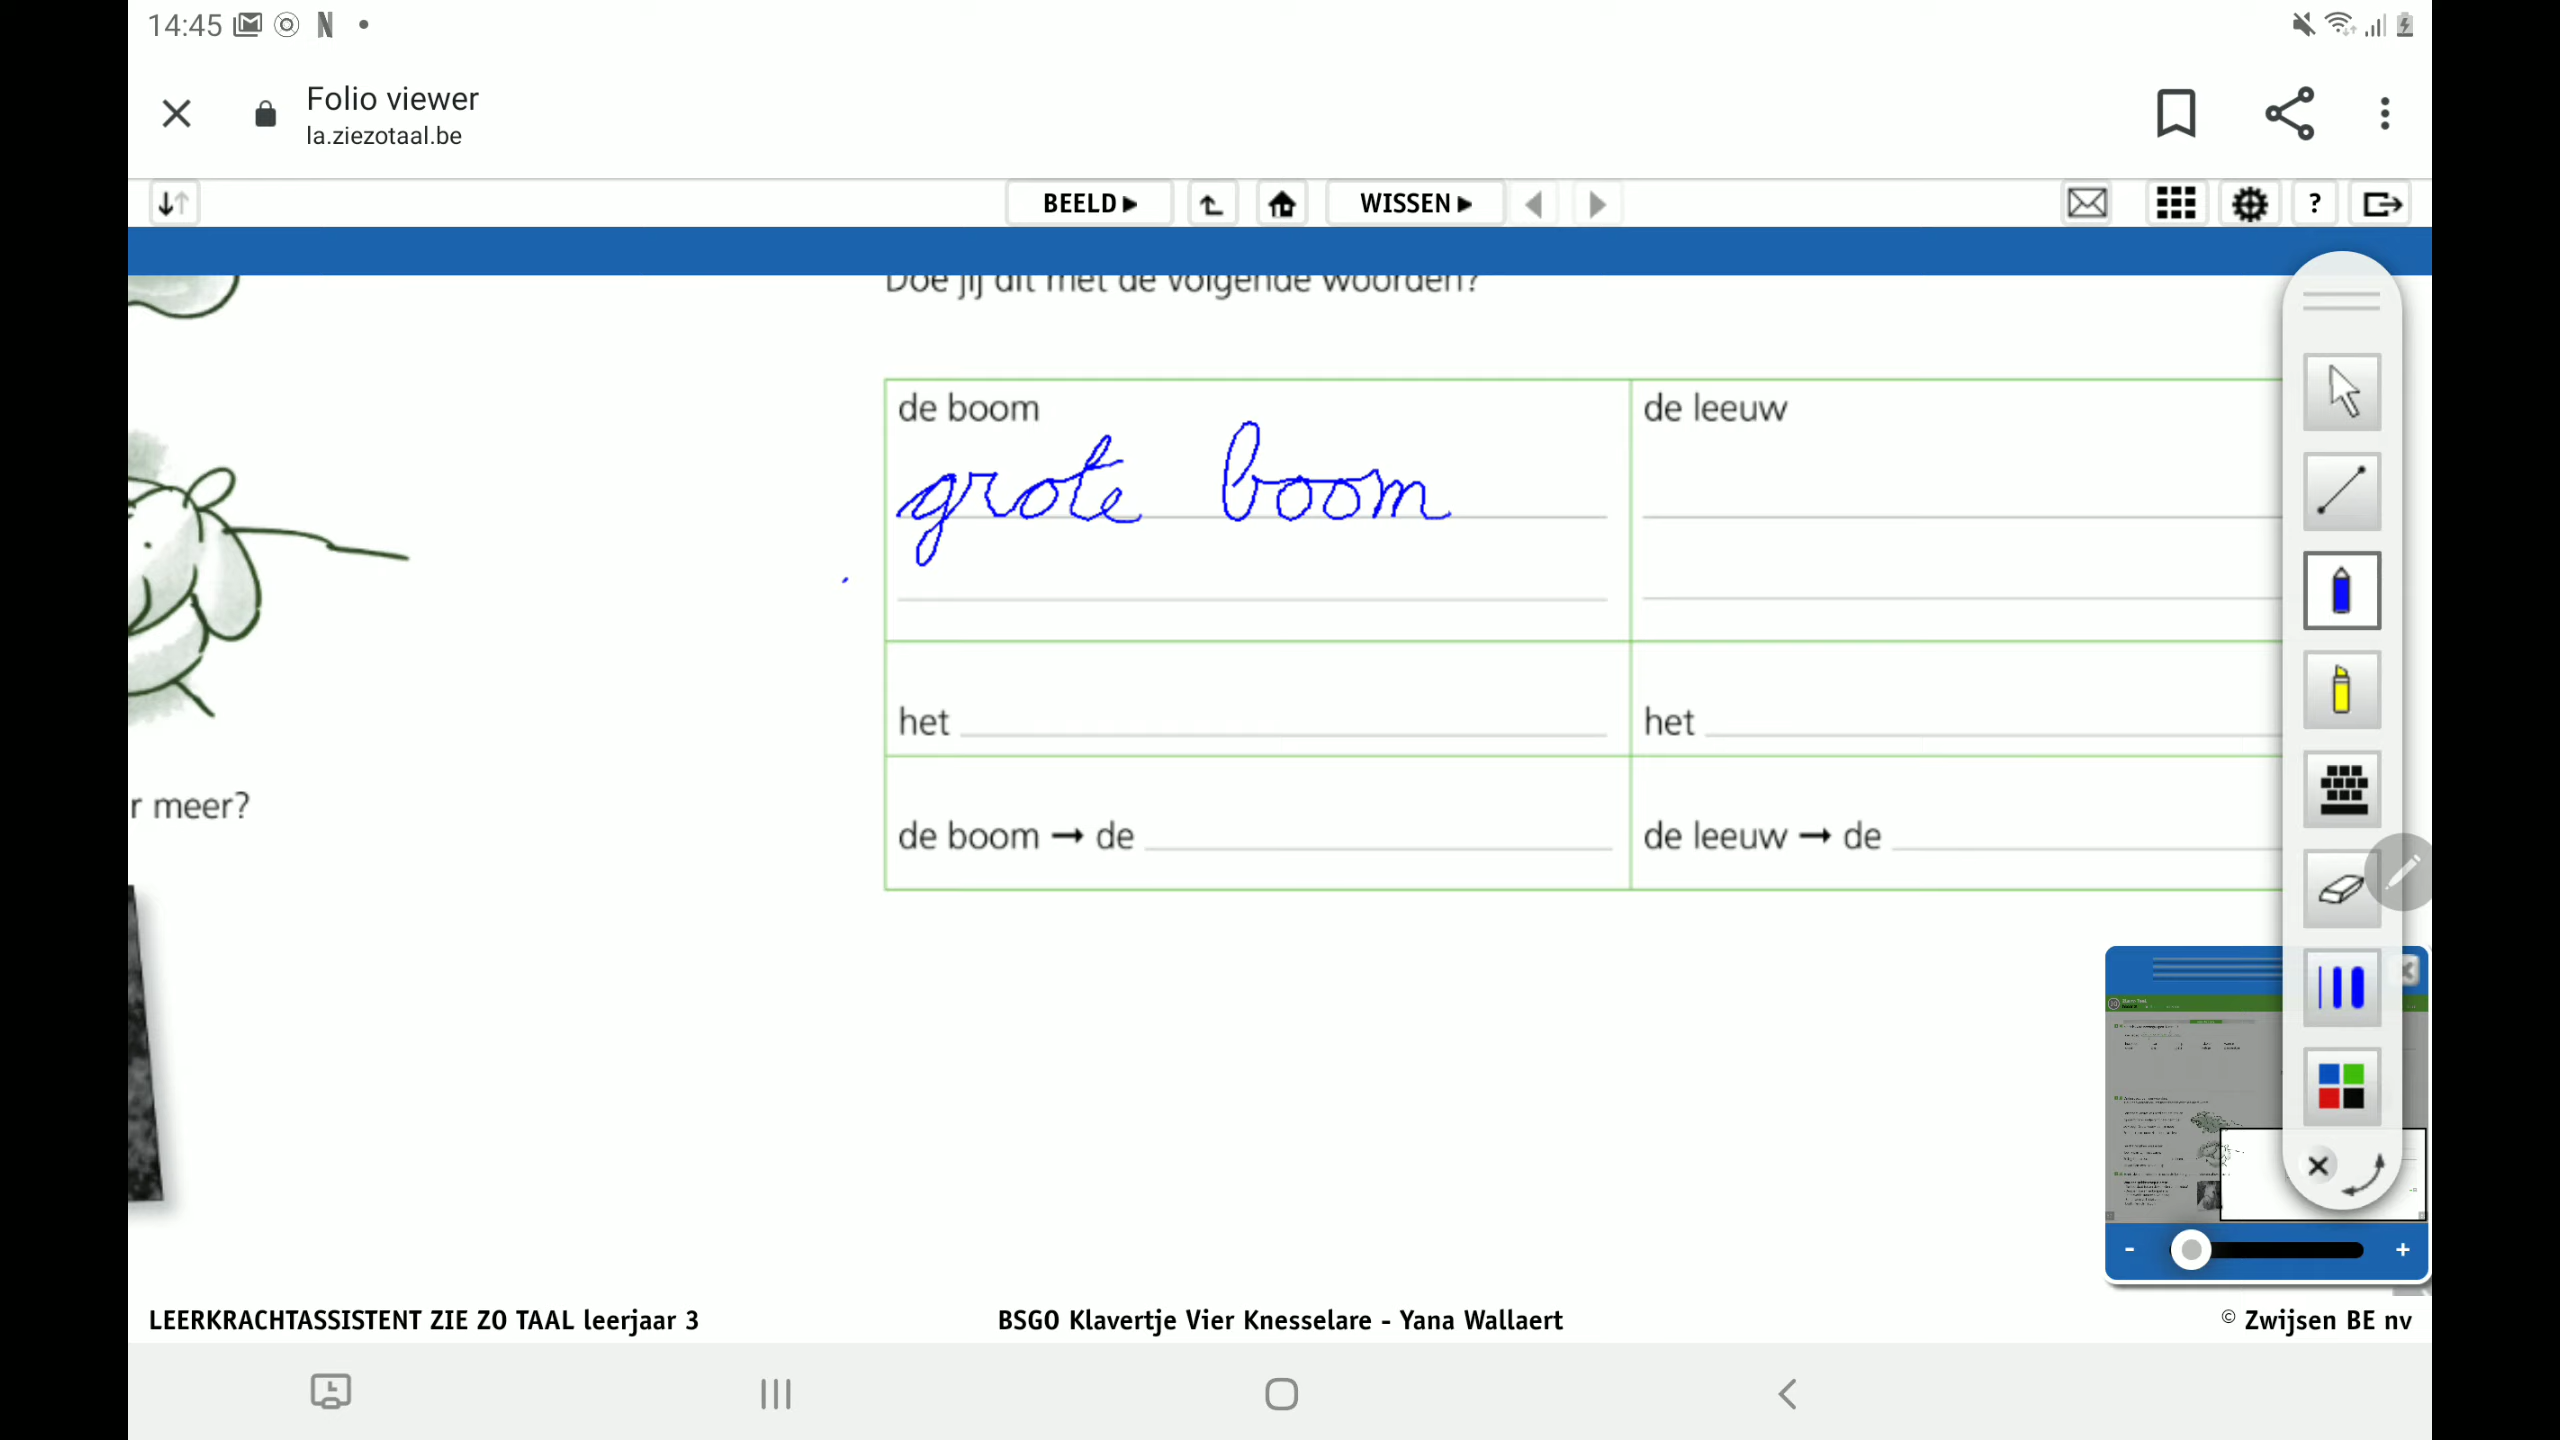 14:45
Folio viewer
la.ziezotaal.be
BEELD
WISSEN
?
Doe jij dit met de volgende woorden?
de boom
de leeuw
grote boom
het
het
r meer?
de boom → de
de leeuw → de
- +
LEERKRACHTASSISTENT ZIE ZO TAAL leerjaar 3
BSGO Klavertje Vier Knesselare - Yana Wallaert
© Zwijsen BE nv